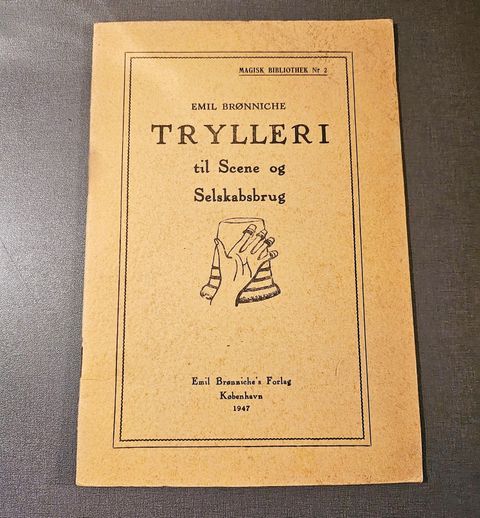 MAGISK BIBLIOTHEK Nr 2
EMIL BRØNNICHE
TRYLLERI
til Scene og
Selskabsbrug
Emil Brønniche's Forlag
København
1947